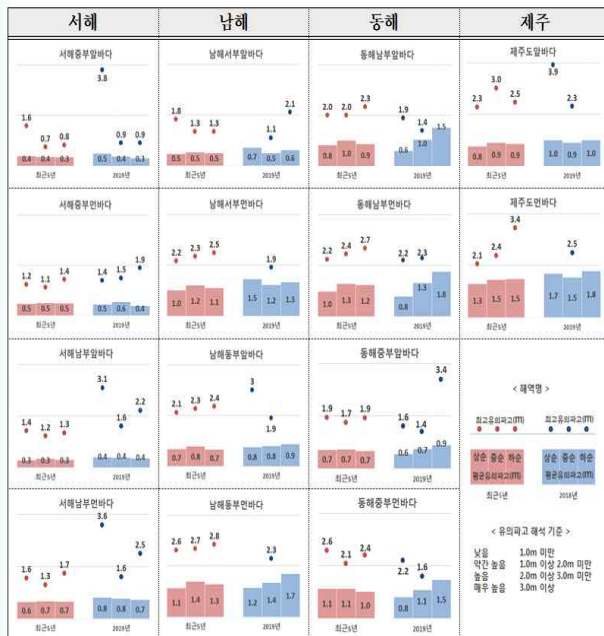 서해 남해 동해 제주
서해중부앞바다 남해서부앞바다 동해남부앞바다 제주도앞바다
1.6 0.7 0.8 3.8 0.9 0.9
0.4 0.4 0.3 0.5 0.4 0.3
최근5년 2019년
1.8 1.3 1.3 1.1 2.1
0.5 0.5 0.5 0.7 0.5 0.6
최근5년 2019년
2.0 2.0 2.3 1.9 1.4
0.8 1.0 0.9 0.6 1.0 1.5
최근5년 2019년
2.3 3.0 2.5 3.9 2.3
0.8 0.9 0.9 1.0 0.9 1.0
최근5년 2019년
서해중부먼바다 남해서부먼바다 동해남부먼바다 제주도먼바다
1.2 1.1 1.4 1.4 1.5 1.9
0.5 0.5 0.5 0.5 0.6 0.4
최근5년 2019년
2.2 2.3 2.5 1.9
1.0 1.2 1.1 1.5 1.2 1.3
최근5년 2019년
2.2 2.4 2.7 2.2 2.3
1.0 1.3 1.2 0.8 1.3 1.8
최근5년 2019년
2.1 2.4 3.4 2.5
1.3 1.5 1.5 1.7 1.5 1.8
최근5년 2019년
서해남부앞바다 남해동부앞바다 동해중부앞바다
1.4 1.2 1.3 3.1 1.6 2.2
0.3 0.3 0.3 0.4 0.4 0.4
최근5년 2019년
2.1 2.3 2.4 3 1.9
0.7 0.8 0.7 0.8 0.8 0.9
최근5년 2019년
1.9 1.7 1.9 1.6 1.4 3.4
0.7 0.7 0.7 0.6 0.7 0.9
최근5년 2019년
서해남부먼바다 남해동부먼바다 동해중부먼바다
1.6 1.3 1.7 3.6 1.6 2.5
0.6 0.7 0.7 0.8 0.8 0.7
최근5년 2019년
2.6 2.7 2.8 2.3
1.1 1.4 1.3 1.2 1.4 1.7
최근5년 2019년
2.6 2.1 2.4 2.2 1.6
1.1 1.1 1.0 0.8 1.1 1.5
최근5년 2019년
< 해역명 >
최고유의파고(m) 최고유의파고(m)
상순 중순 하순 상순 중순 하순
평균유의파고(m) 평균유의파고(m)
최근5년 2018년
< 유의파고 해석 기준 >
낮음 1.0m 미만
약간 높음 1.0m 이상 2.0m 미만
높음 2.0m 이상 3.0m 미만
매우 높음 3.0m 이상